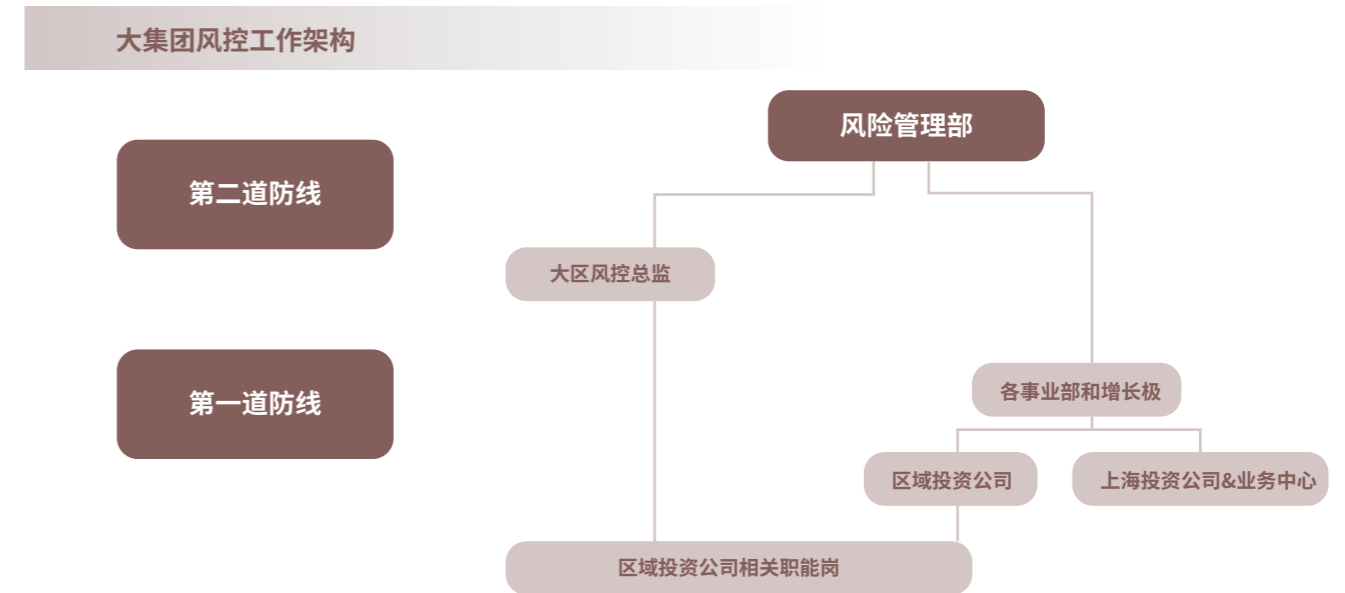 大集团风控工作架构
风险管理部
第二道防线
大区风控总监
第一道防线
各事业部和增长极
区域投资公司
上海投资公司&业务中心
区域投资公司相关职能岗